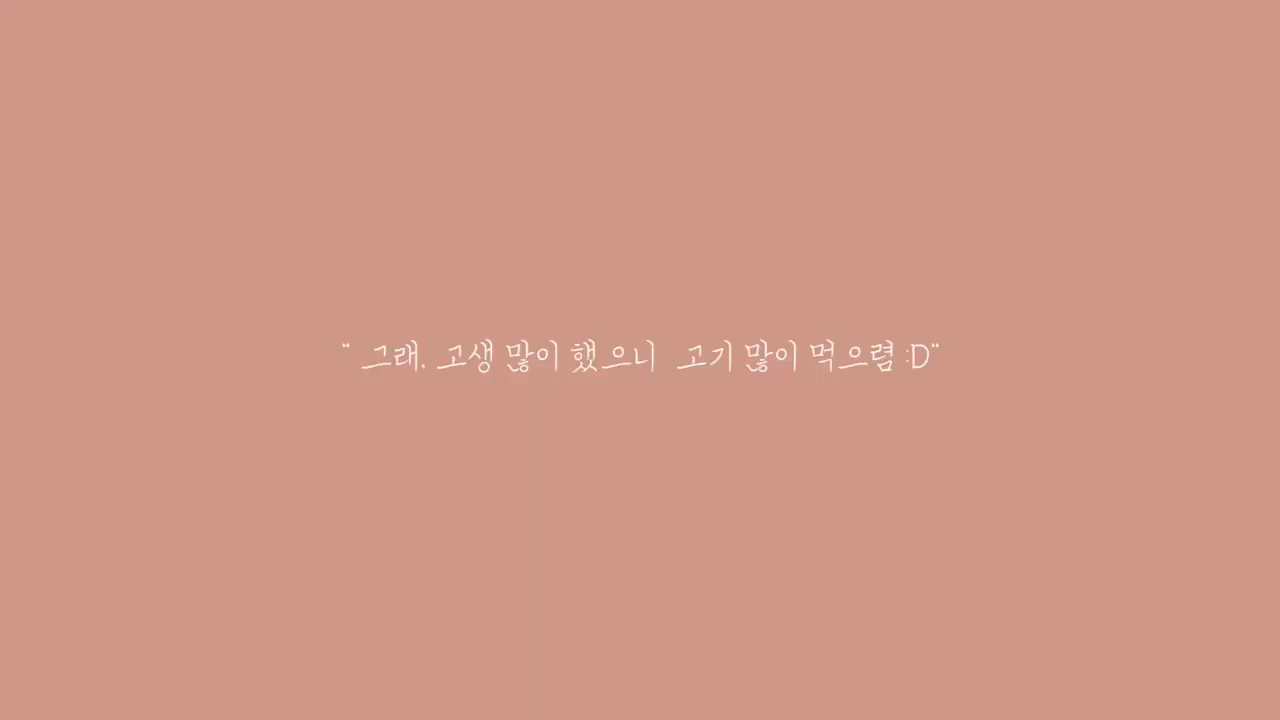 “ 그래, 고생 많이 했으니 고기 많이 먹으렴 :D“